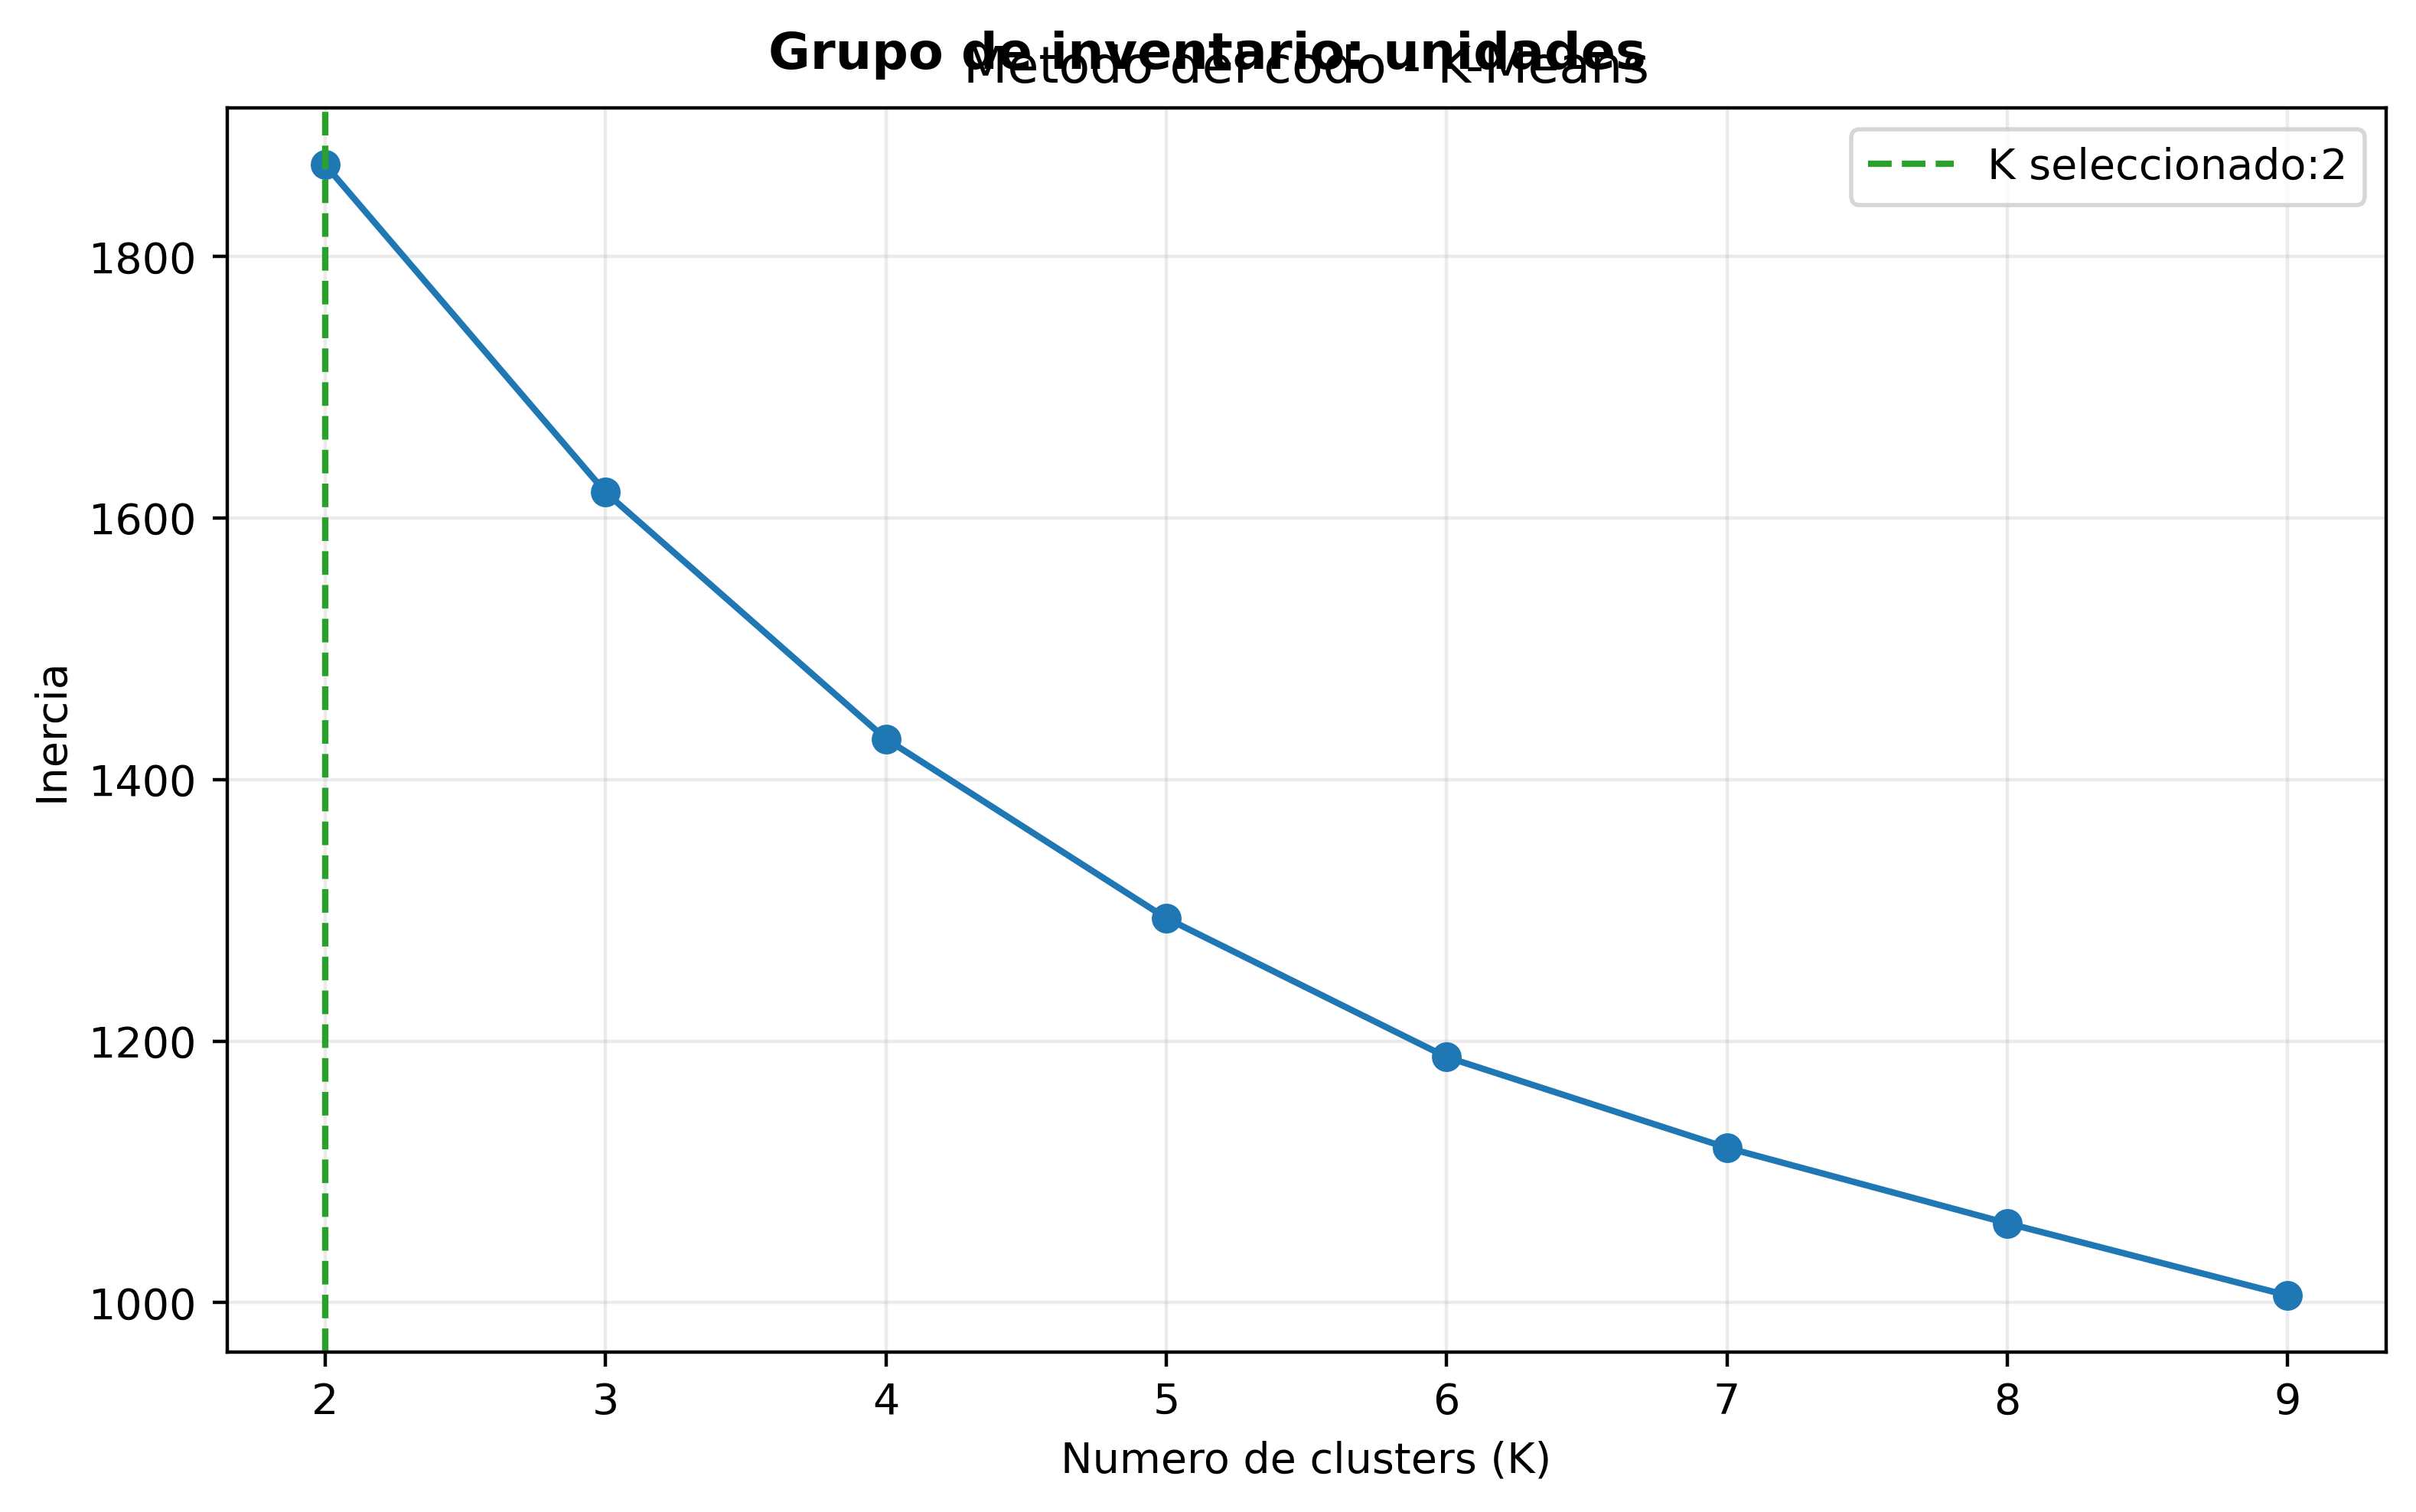 Grupo de inventario: unidades
Metodo del codo - K-Means
K seleccionado:2
Inercia
1800
1600
1400
1200
1000
2 3 4 5 6 7 8 9
Numero de clusters (K)